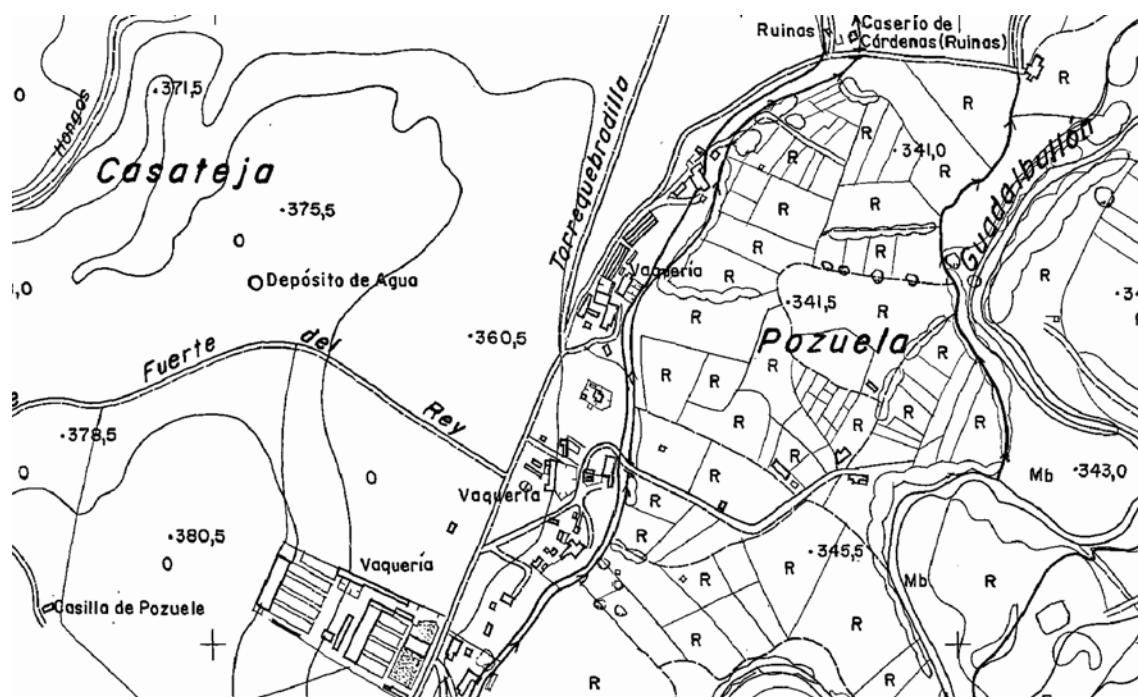 Ruinas
Caserío de
Cárdenas (Ruinas)
371,5
R
O
Hongos
R
R
341,0
Casateja
R
Torrequebradilla
Guadalbullón
375,5
R
R
O
R
R
Vaquería
Depósito de Agua
R
341,5
R
R
360,5
Pozuela
Fuerte del Rey
R
R
R
R
R
R
378,5
R
R
O
O
R
Mb
343,0
Vaquería
R
380,5
R
345,5
O
Vaquería
R
R
Mb
R
Casilla de Pozuele
R
R
R